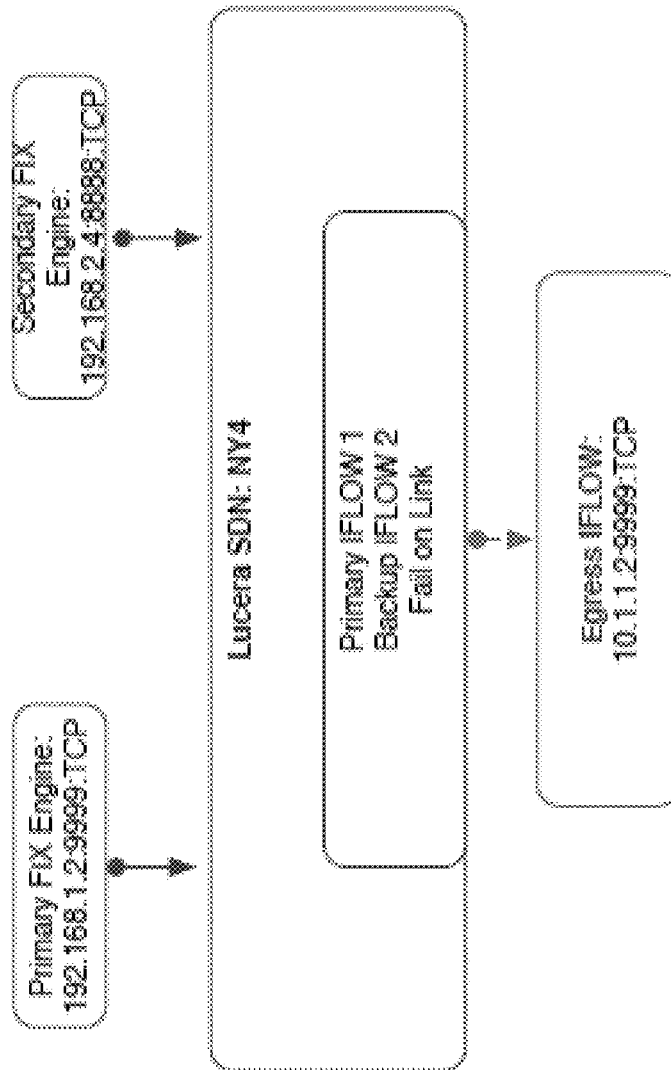 Primary FIX Engine:
192.168.1.2:9999:TCP
Secondary FIX
Engine:
192.168.2.4:8888:TCP
Lucera SDN: NY4
Primary IFLOW 1
Backup IFLOW 2
Fail on Link
Egress IFLOW:
10.1.1.2:9999:TCP